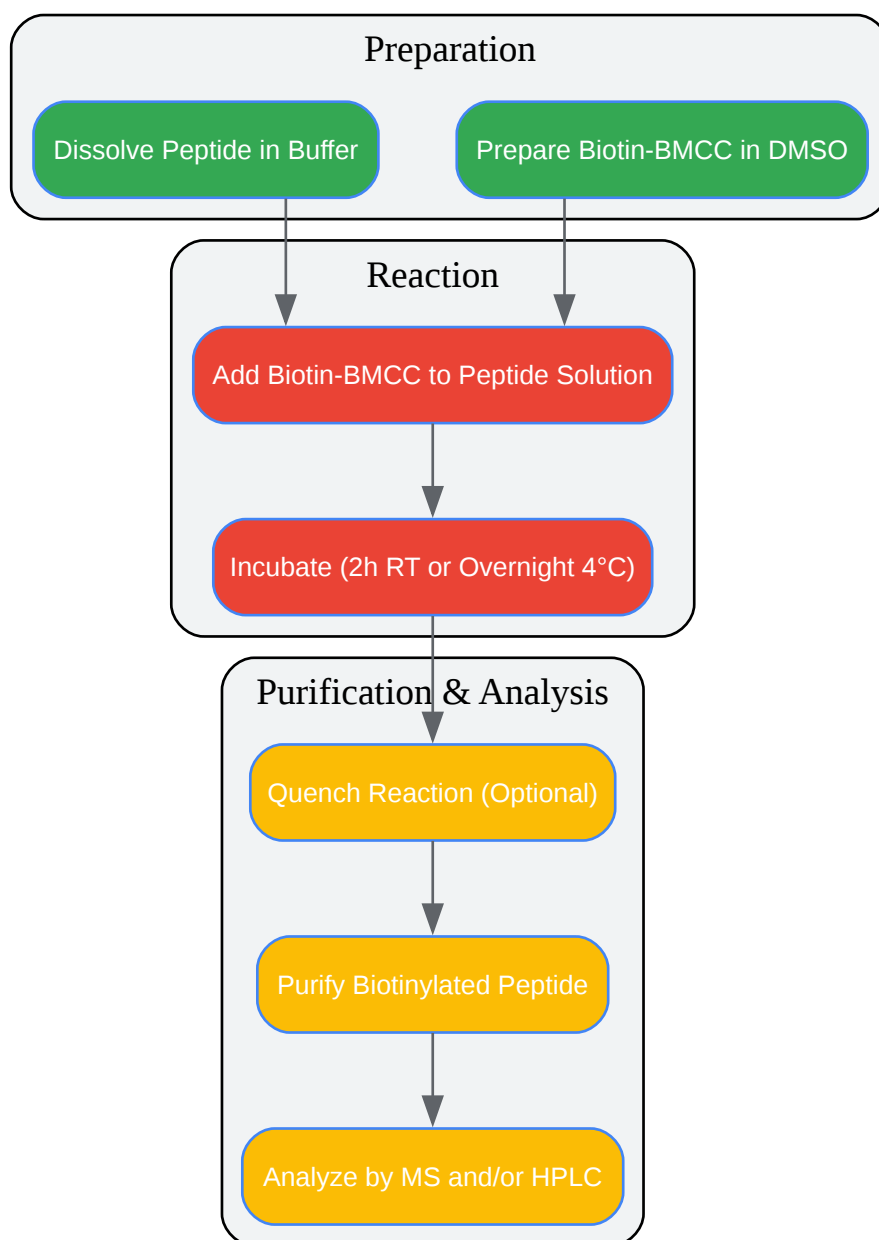 Preparation
Dissolve Peptide in Buffer
Prepare Biotin-BMCC in DMSO
Reaction
Add Biotin-BMCC to Peptide Solution
Incubate (2h RT or Overnight 4°C)
Purification & Analysis
Quench Reaction (Optional)
Purify Biotinylated Peptide
Analyze by MS and/or HPLC